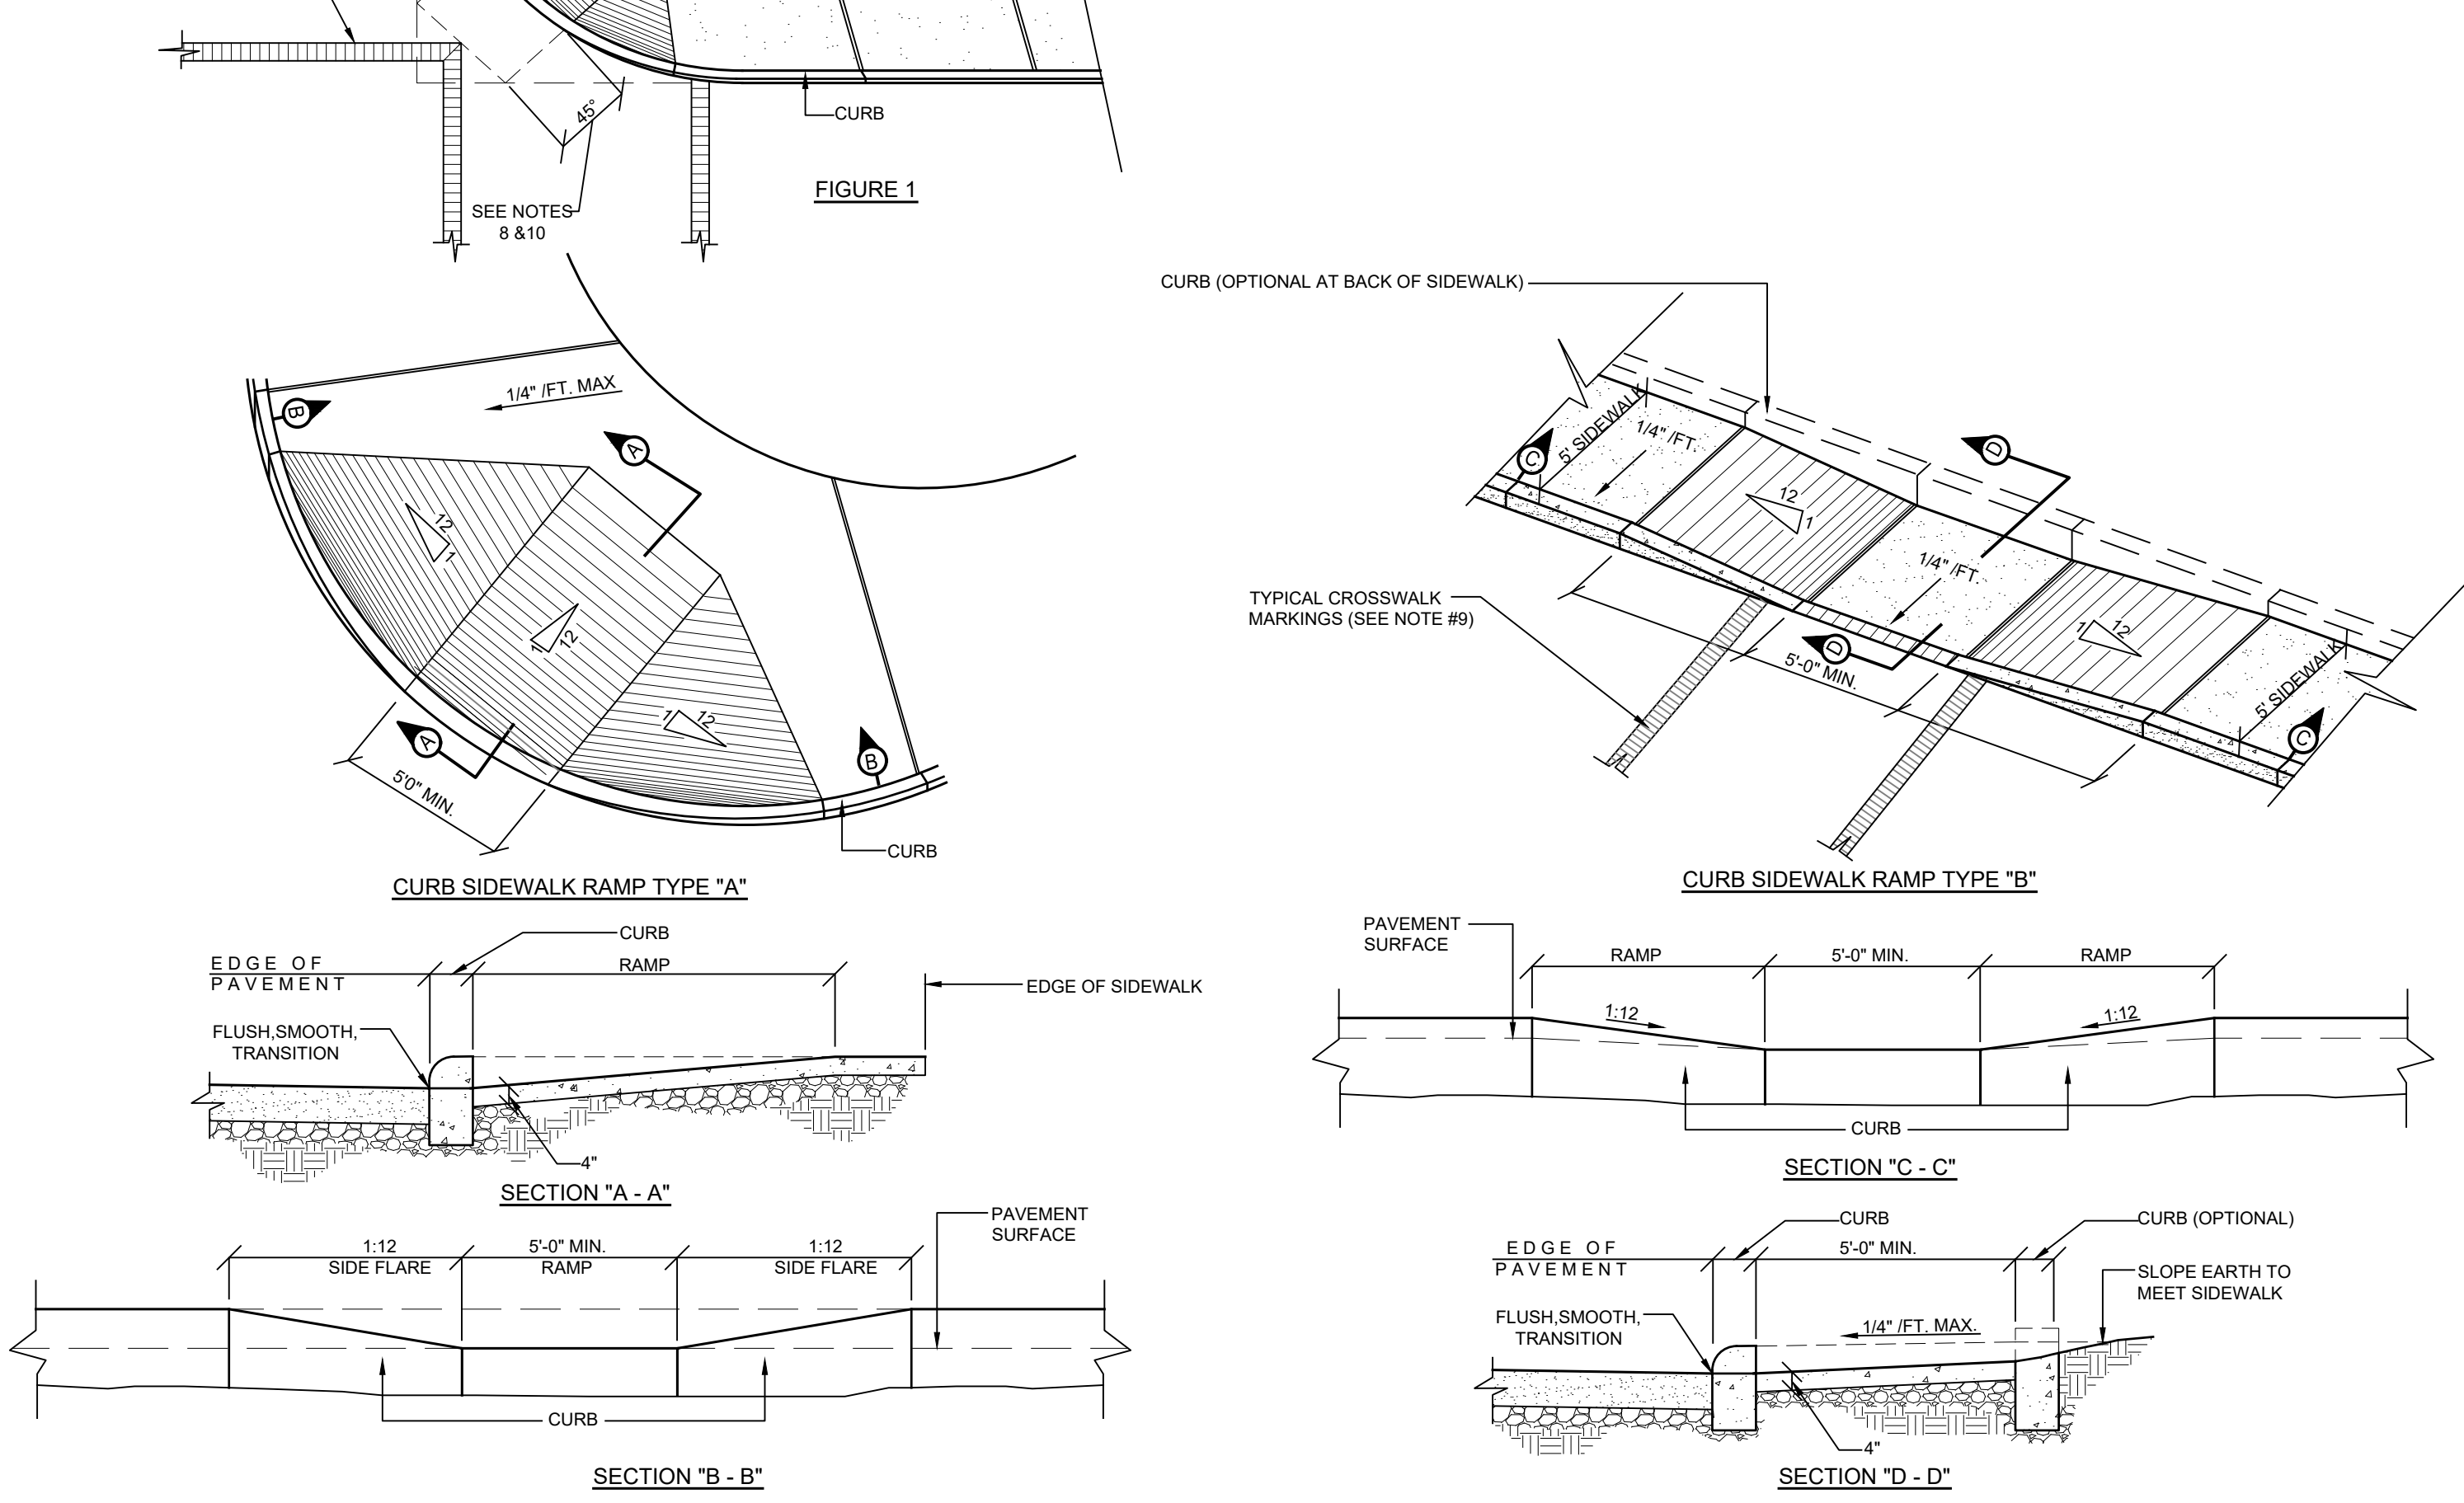 45°
CURB
FIGURE 1
SEE NOTES
8 &10
1/4" /FT. MAX
B
A
12
1
1
12
1
12
A
B
5'0" MIN.
CURB
CURB SIDEWALK RAMP TYPE "A"
CURB (OPTIONAL AT BACK OF SIDEWALK)
5' SIDEWALK
1/4" /FT.
C
D
12
1
1/4" /FT.
TYPICAL CROSSWALK
MARKINGS (SEE NOTE #9)
D
5'-0" MIN.
1
12
5' SIDEWALK
C
CURB SIDEWALK RAMP TYPE "B"
CURB
EDGE OF
PAVEMENT
RAMP
EDGE OF SIDEWALK
FLUSH,SMOOTH,
TRANSITION
4"
SECTION "A - A"
PAVEMENT
SURFACE
RAMP
5'-0" MIN.
RAMP
1:12
1:12
CURB
SECTION "C - C"
PAVEMENT
SURFACE
1:12
SIDE FLARE
5'-0" MIN.
RAMP
1:12
SIDE FLARE
CURB
SECTION "B - B"
CURB
CURB (OPTIONAL)
EDGE OF
PAVEMENT
5'-0" MIN.
SLOPE EARTH TO
MEET SIDEWALK
FLUSH,SMOOTH,
TRANSITION
1/4" /FT. MAX.
4"
SECTION "D - D"